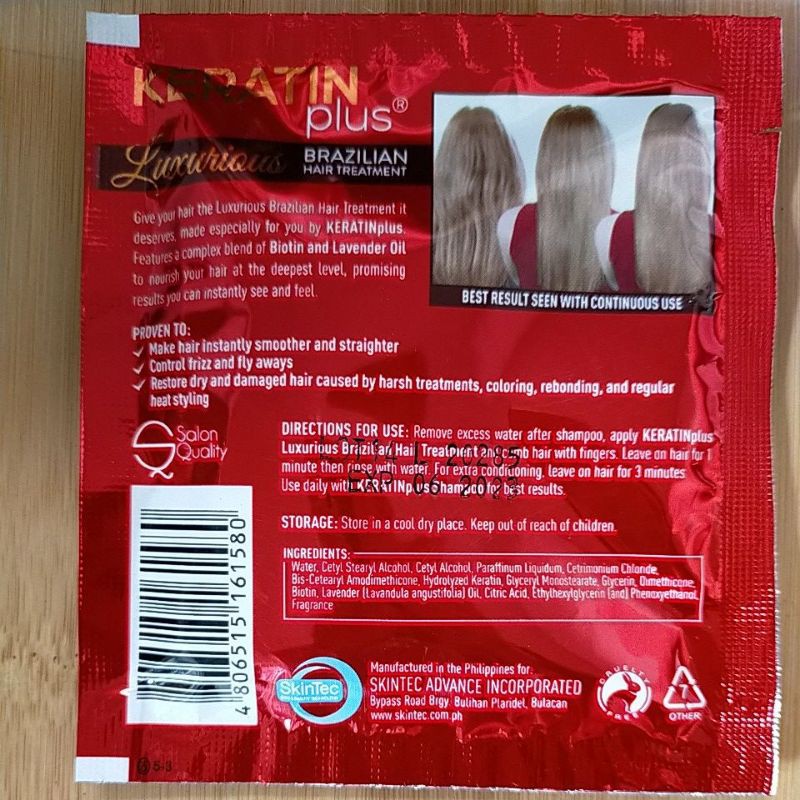 KERATIN
plus®
Luxurious BRAZILIAN
HAIR TREATMENT
Give your hair the Luxurious Brazilian Hair Treatment it
deserves, made especially for you by KERATINplus.
Features a complex blend of Biotin and Lavender Oil
to nourish your hair at the deepest level, promising
results you can instantly see and feel.
BEST RESULT SEEN WITH CONTINUOUS USE
PROVEN TO:
✓ Make hair instantly smoother and straighter
✓ Control frizz and fly aways
✓ Restore dry and damaged hair caused by harsh treatments, coloring, rebonding, and regular
heat styling
Salon
Quality
DIRECTIONS FOR USE: Remove excess water after shampoo, apply KERATINplus
Luxurious Brazilian Hair Treatment and comb hair with fingers. Leave on hair for 1
minute then rinse with water. For extra conditioning, leave on hair for 3 minutes.
Use daily with KERATINplus Shampoo for best results.
20285
EXP 06 2023
STORAGE: Store in a cool dry place. Keep out of reach of children.
INGREDIENTS:
Water, Cetyl Stearyl Alcohol, Cetyl Alcohol, Paraffinum Liquidum, Cetrimonium Chloride,
Bis-Cetearyl Amodimethicone, Hydrolyzed Keratin, Glyceryl Monostearate, Glycerin, Dimethicone,
Biotin, Lavender (lavandula angustifolia) Oil, Citric Acid, Ethylhexylglycerin (and) Phenoxyethanol,
Fragrance
4 806515 161580
SkinTec
Manufactured in the Philippines for:
SKINTEC ADVANCE INCORPORATED
Bypass Road Brgy. Bulihan Plaridel, Bulacan
www.skintec.com.ph
CRUELTY
FREE
7
OTHER
5-3